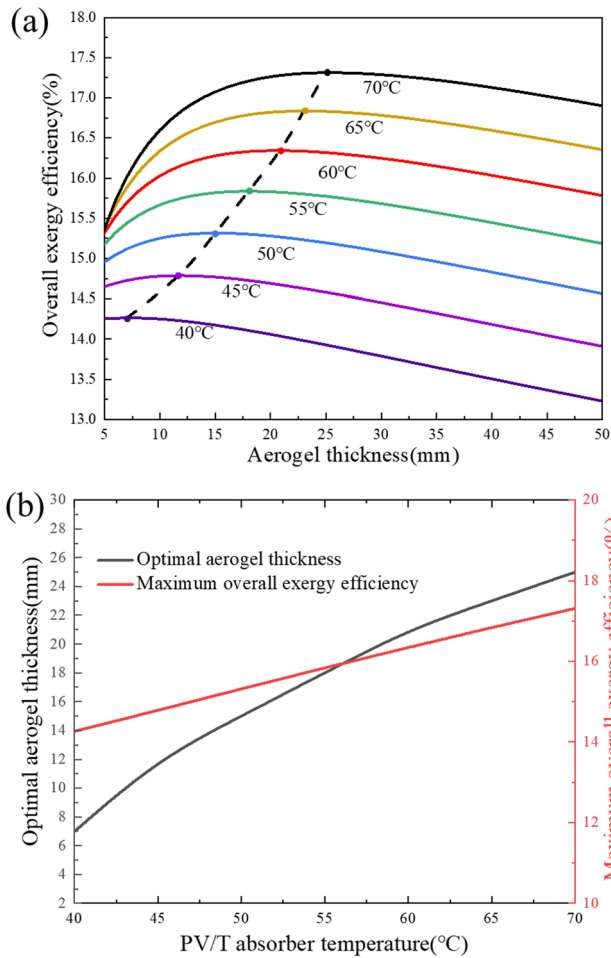 (a)
18.0
17.5
17.0
16.5
16.0
15.5
15.0
14.5
14.0
13.5
13.0
Overall exergy efficiency(%)
70°C
65°C
60°C
55°C
50°C
45°C
40°C
5 10 15 20 25 30 35 40 45 50
Aerogel thickness(mm)
(b)
30
28
26
24
22
20
18
16
14
12
10
8
6
4
2
Optimal aerogel thickness(mm)
Optimal aerogel thickness
Maximum overall exergy efficiency
20
18
16
14
12
10
Maximum overall exergy efficiency(%)
40 45 50 55 60 65 70
PV/T absorber temperature(°C)